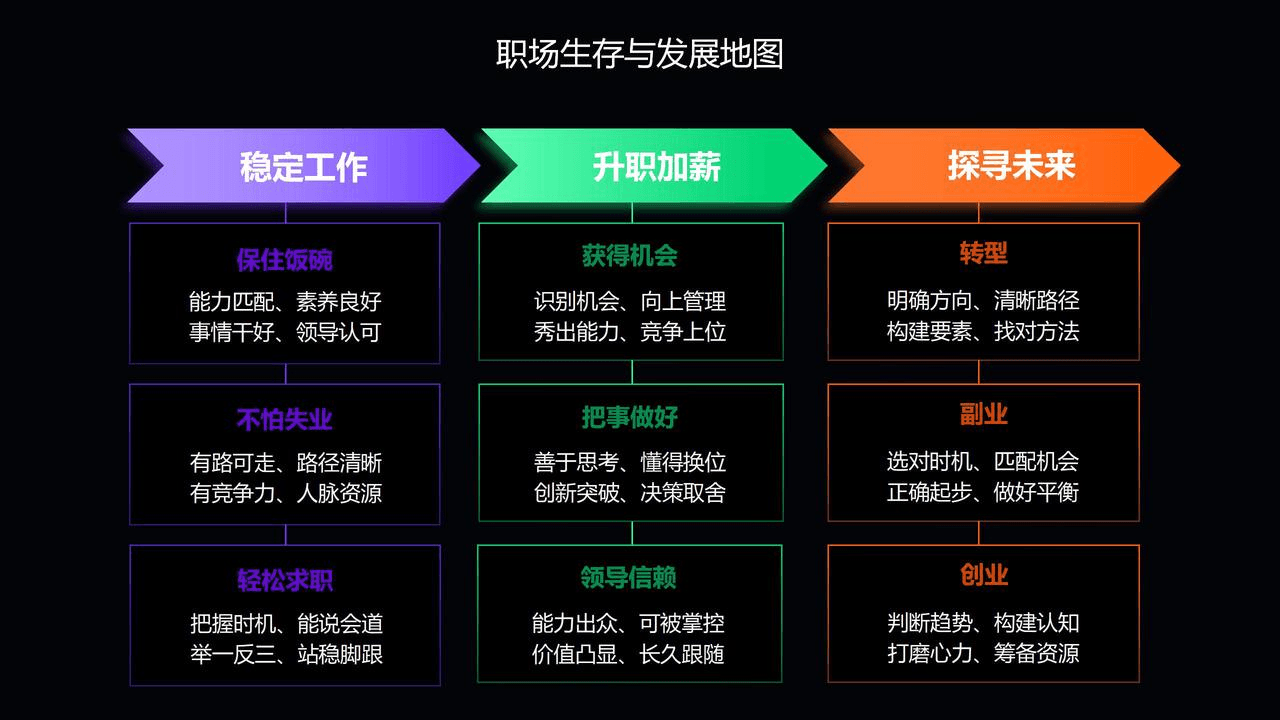 职场生存与发展地图
稳定工作
保住饭碗
能力匹配、素养良好
事情干好、领导认可
不怕失业
有路可走、路径清晰
有竞争力、人脉资源
轻松求职
把握时机、能说会道
举一反三、站稳脚跟
升职加薪
获得机会
识别机会、向上管理
秀出能力、竞争上位
把事做好
善于思考、懂得换位
创新突破、决策取舍
领导信赖
能力出众、可被掌控
价值凸显、长久跟随
探寻未来
转型
明确方向、清晰路径
构建要素、找对方法
副业
选对时机、匹配机会
正确起步、做好平衡
创业
判断趋势、构建认知
打磨心力、筹备资源